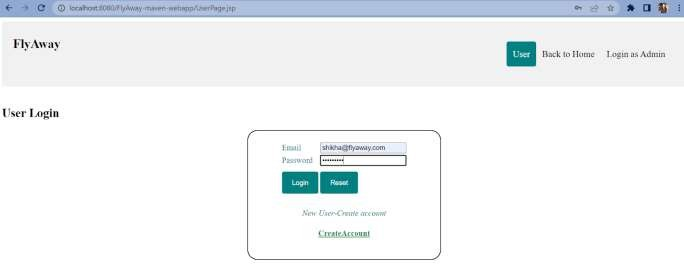 localhost:8080/FlyAway-maven-webapp/UserPage.jsp
FlyAway
User Back to Home Login as Admin
User Login
Email shikha@flyaway.com
Password •••••••••
Login Reset
New User-Create account
CreateAccount